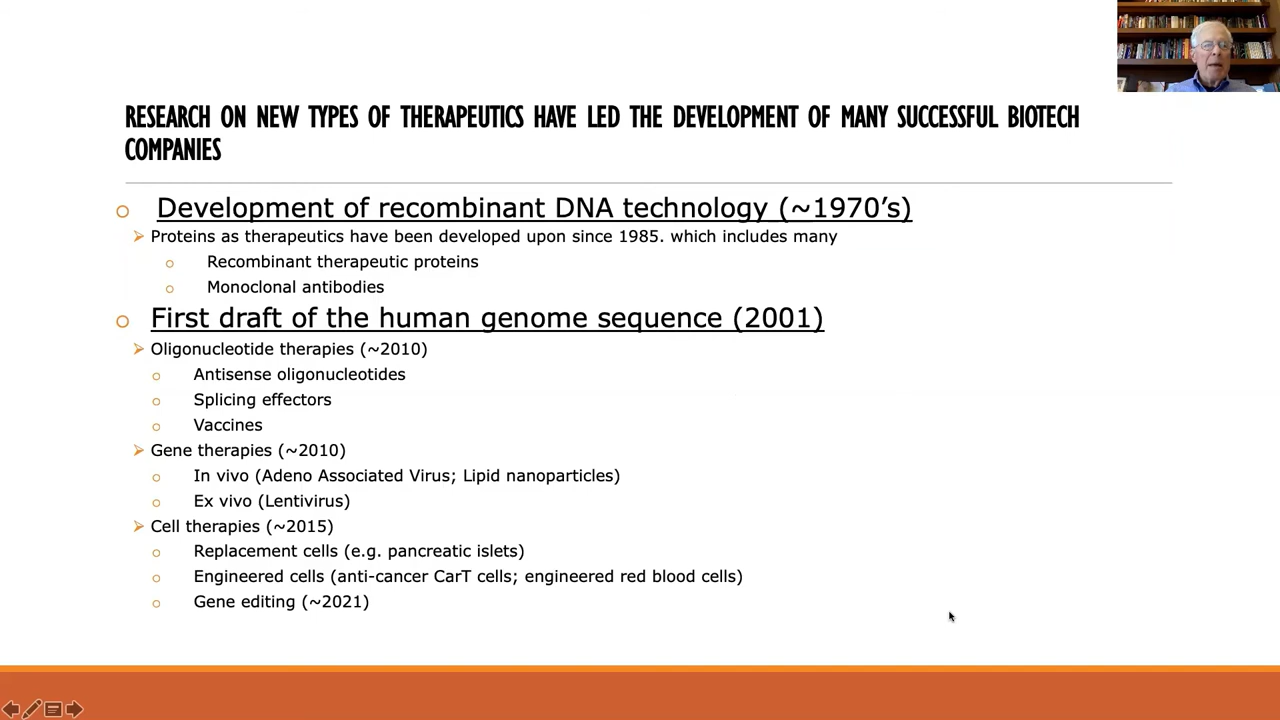 RESEARCH ON NEW TYPES OF THERAPEUTICS HAVE LED THE DEVELOPMENT OF MANY SUCCESSFUL BIOTECH
COMPANIES
Development of recombinant DNA technology (~1970’s)
Proteins as therapeutics have been developed upon since 1985. which includes many
Recombinant therapeutic proteins
Monoclonal antibodies
First draft of the human genome sequence (2001)
Oligonucleotide therapies (~2010)
Antisense oligonucleotides
Splicing effectors
Vaccines
Gene therapies (~2010)
In vivo (Adeno Associated Virus; Lipid nanoparticles)
Ex vivo (Lentivirus)
Cell therapies (~2015)
Replacement cells (e.g. pancreatic islets)
Engineered cells (anti-cancer CarT cells; engineered red blood cells)
Gene editing (~2021)